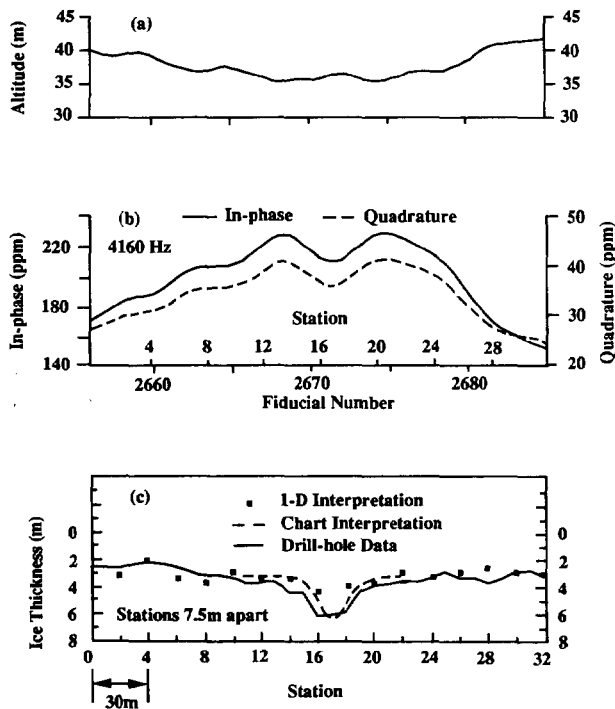 (a)
Altitude (m)
45
40
35
30
45
40
35
30
(b)
In-phase
Quadrature
4160 Hz
In-phase (ppm)
220
180
140
Quadrature (ppm)
50
40
30
20
Station
4 8 12 16 20 24 28
2660 2670 2680
Fiducial Number
(c)
1-D Interpretation
Chart Interpretation
Drill-hole Data
Ice Thickness (m)
0
2
4
6
8
0
2
4
6
8
Stations 7.5m apart
0 4 8 12 16 20 24 28 32
30m
Station